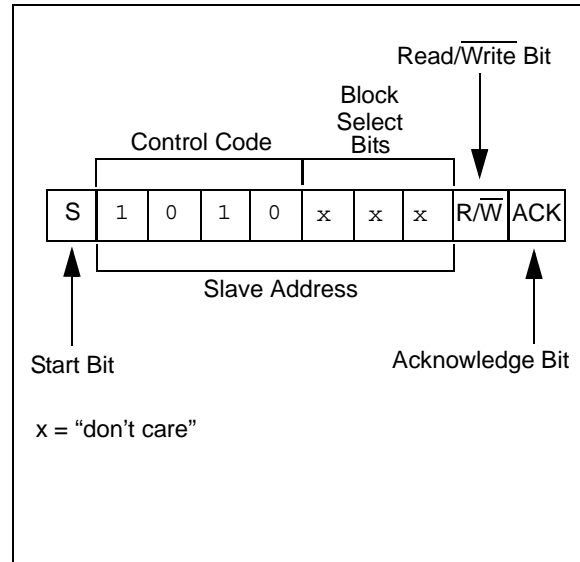 Read/Write Bit
Block
Select
Bits
Control Code
S 1 0 1 0 x x x R/W ACK
Slave Address
Start Bit
Acknowledge Bit
x = “don’t care”